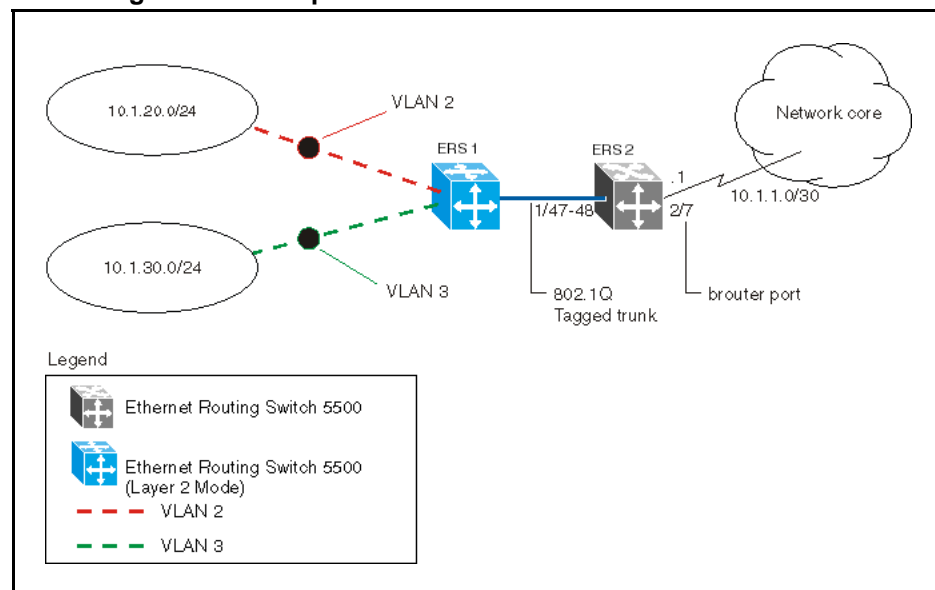 10.1.20.0/24
VLAN 2
ERS 1
ERS 2
Network core
.1
10.1.1.0/30
1/47-48
2/7
10.1.30.0/24
VLAN 3
802.1Q
Tagged trunk
brouter port
Legend
Ethernet Routing Switch 5500
Ethernet Routing Switch 5500
(Layer 2 Mode)
VLAN 2
VLAN 3